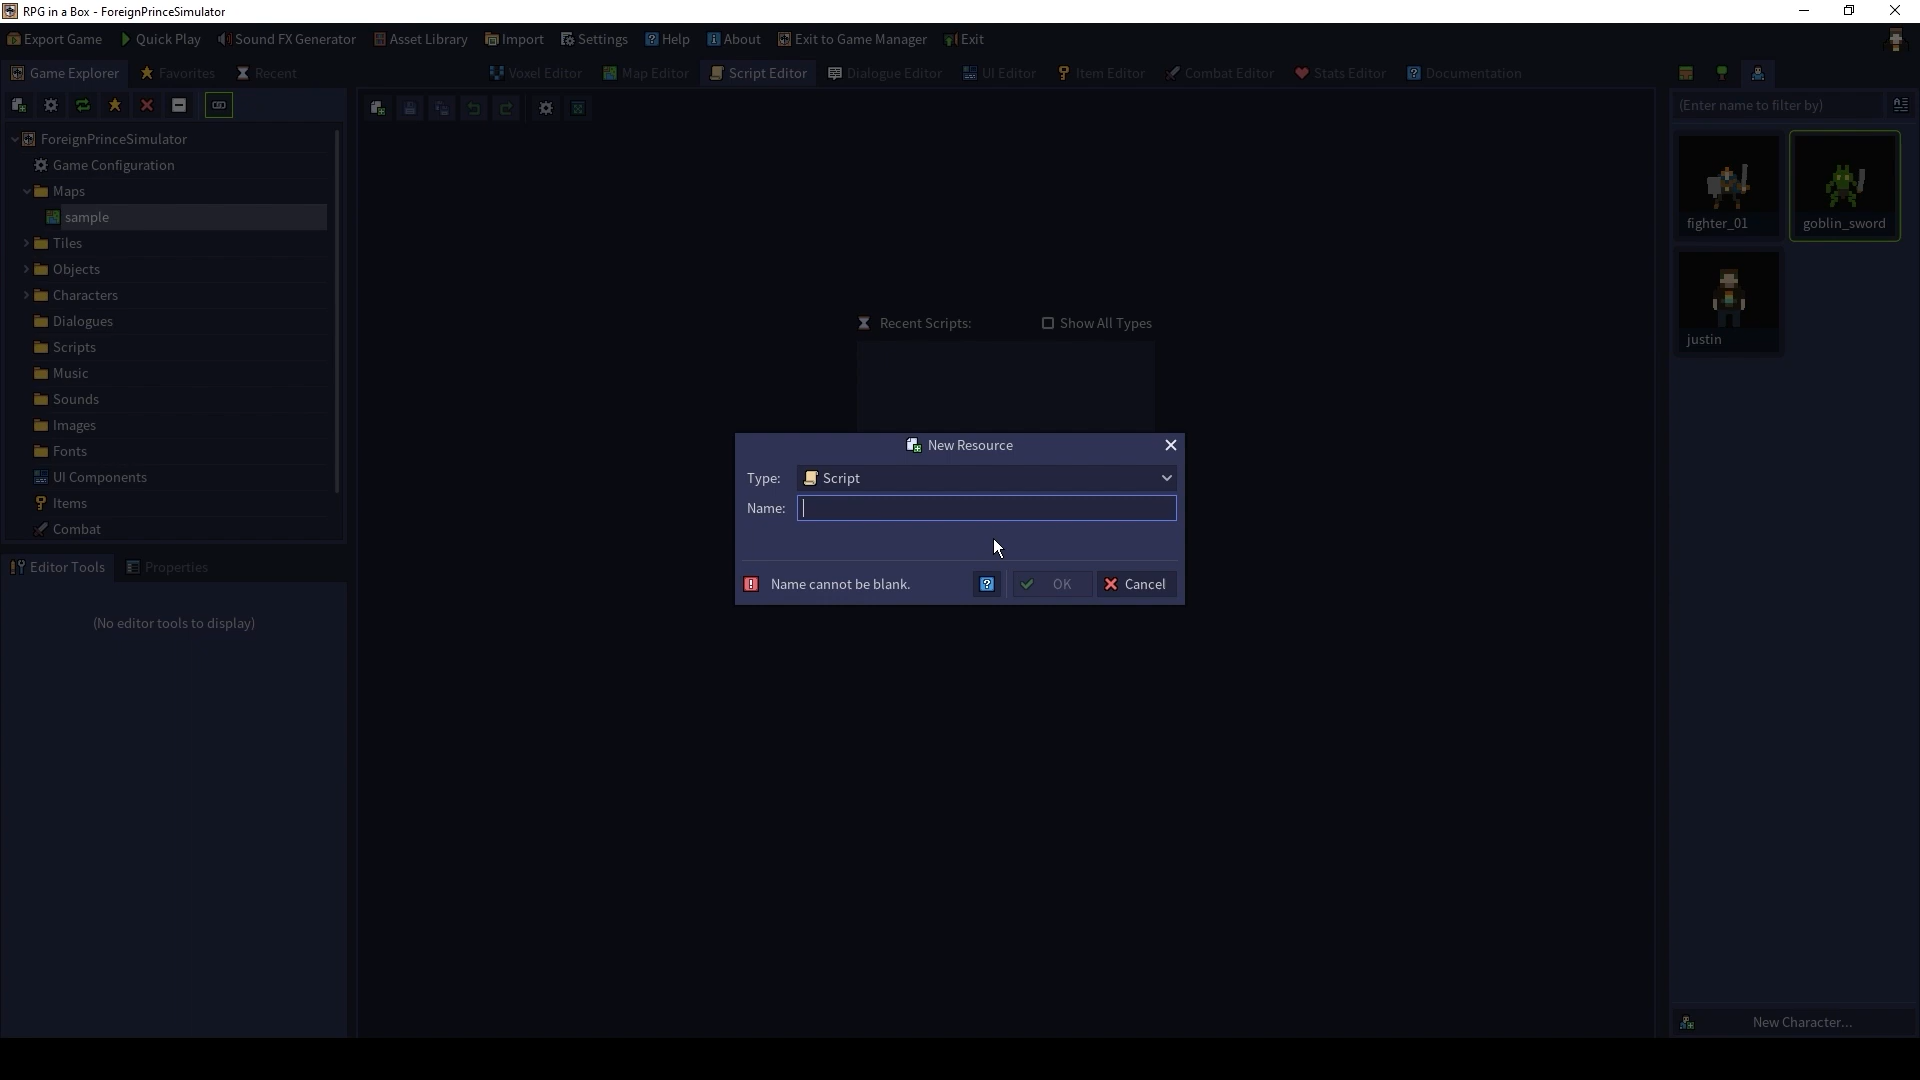 RPG in a Box - ForeignPrinceSimulator
Export Game Quick Play Sound FX Generator Asset Library Import Settings Help About Exit to Game Manager Exit
Game Explorer Favorites Recent Voxel Editor Map Editor Script Editor Dialogue Editor UI Editor Item Editor Combat Editor Stats Editor Documentation
(Enter name to filter by)
ForeignPrinceSimulator
Game Configuration
Maps
sample
Tiles
Objects
Characters
Dialogues
Scripts
Music
Sounds
Images
Fonts
UI Components
Items
Combat
Editor Tools Properties
(No editor tools to display)
Recent Scripts: Show All Types
New Resource
Type: Script
Name:
Name cannot be blank. OK Cancel
fighter_01 goblin_sword
justin
New Character...